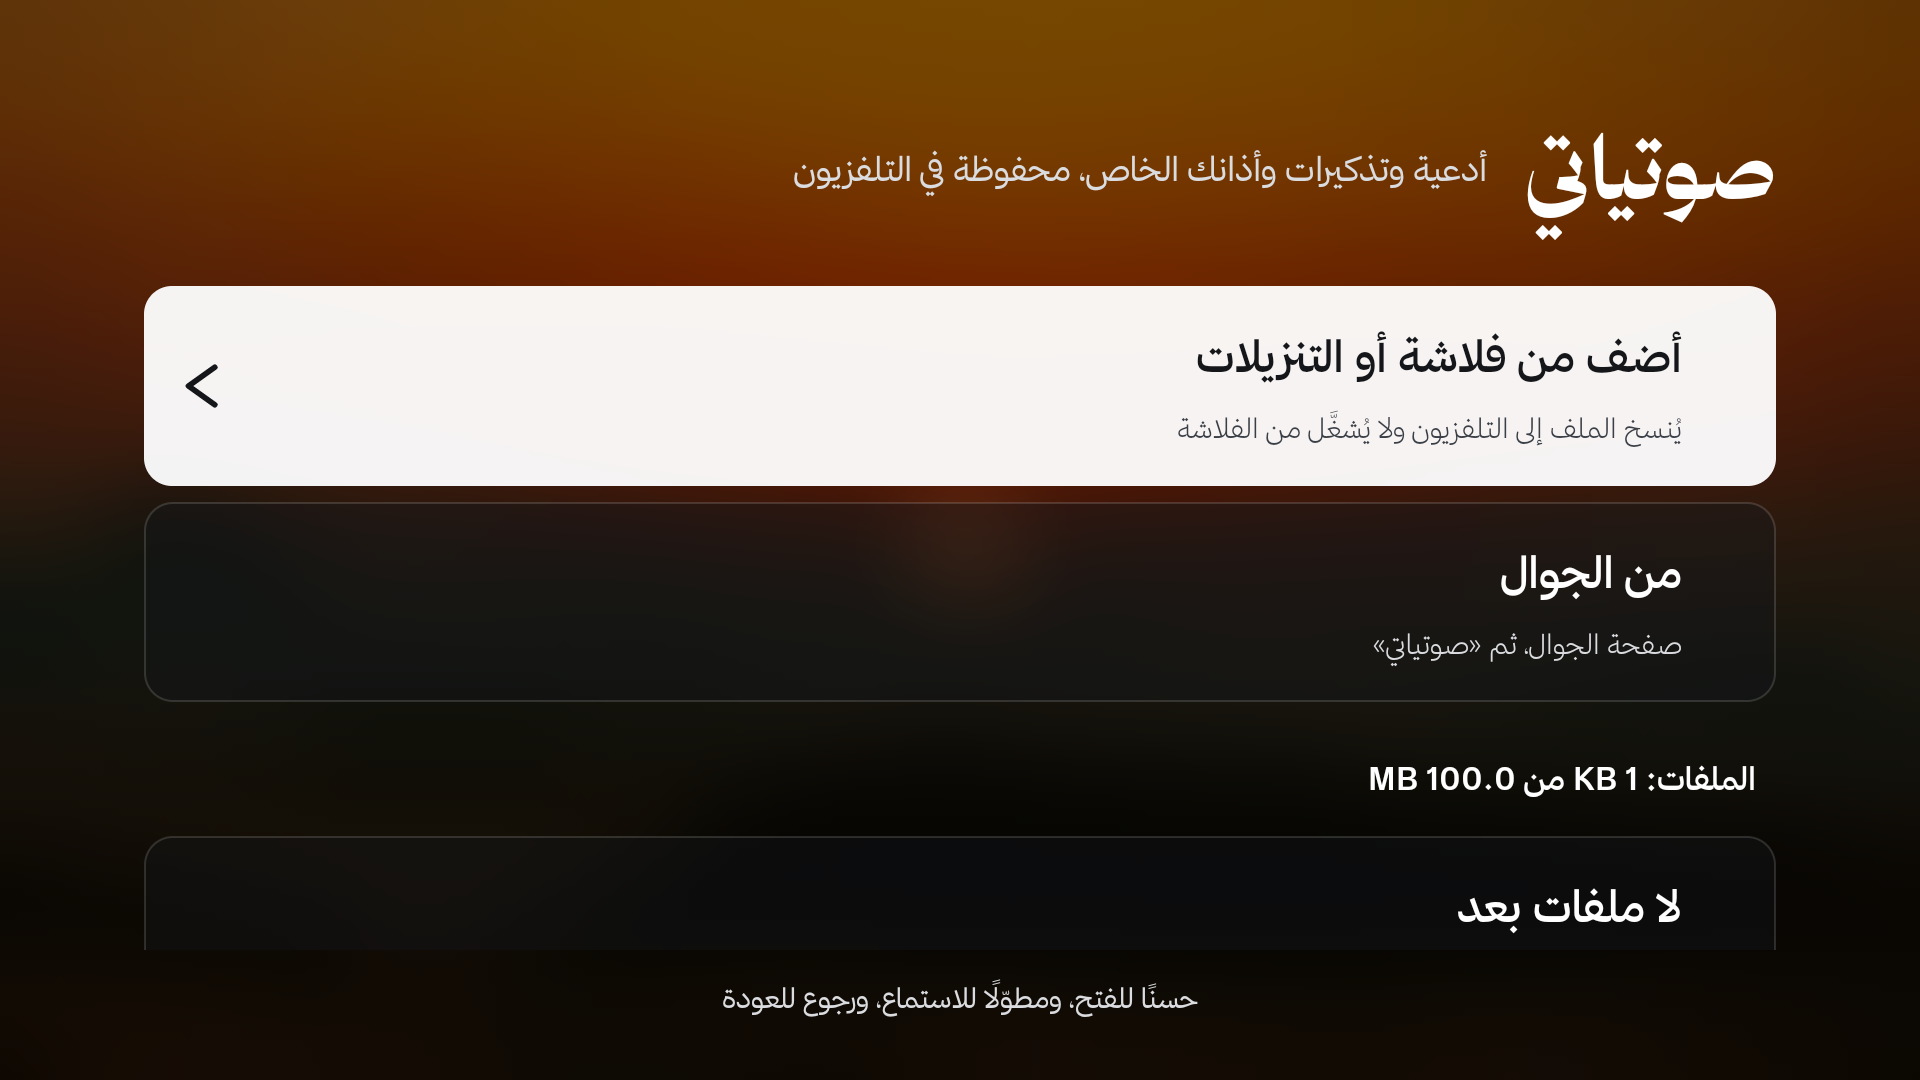 صوتياتي
أدعية وتذكيرات وأذانك الخاص، محفوظة في التلفزيون
أضف من فلاشة أو التنزيلات
يُنسخ الملف إلى التلفزيون ولا يُشغَّل من الفلاشة
من الجوال
صفحة الجوال، ثم «صوتياتي»
الملفات: 1 KB من 100.0 MB
لا ملفات بعد
حسنًا للفتح، ومطوّلًا للاستماع، ورجوع للعودة